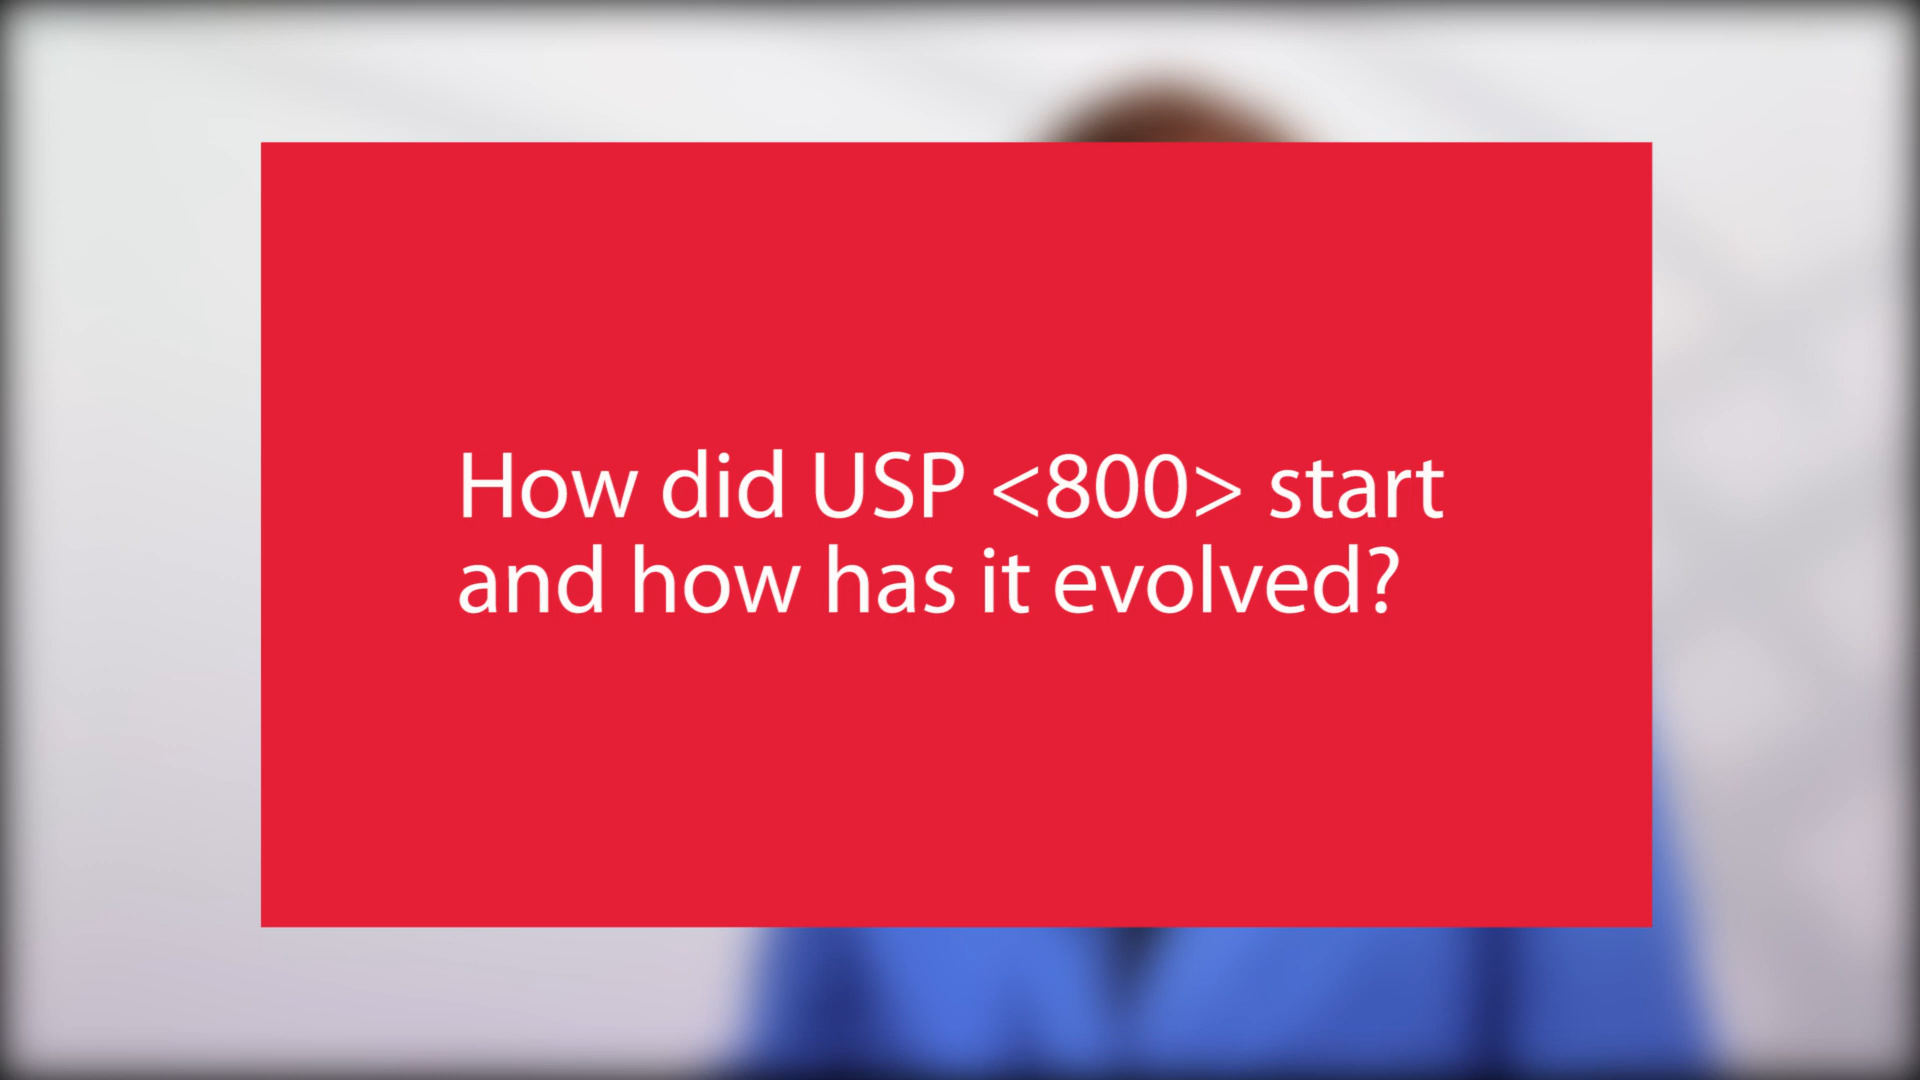 How did USP <800> start
and how has it evolved?